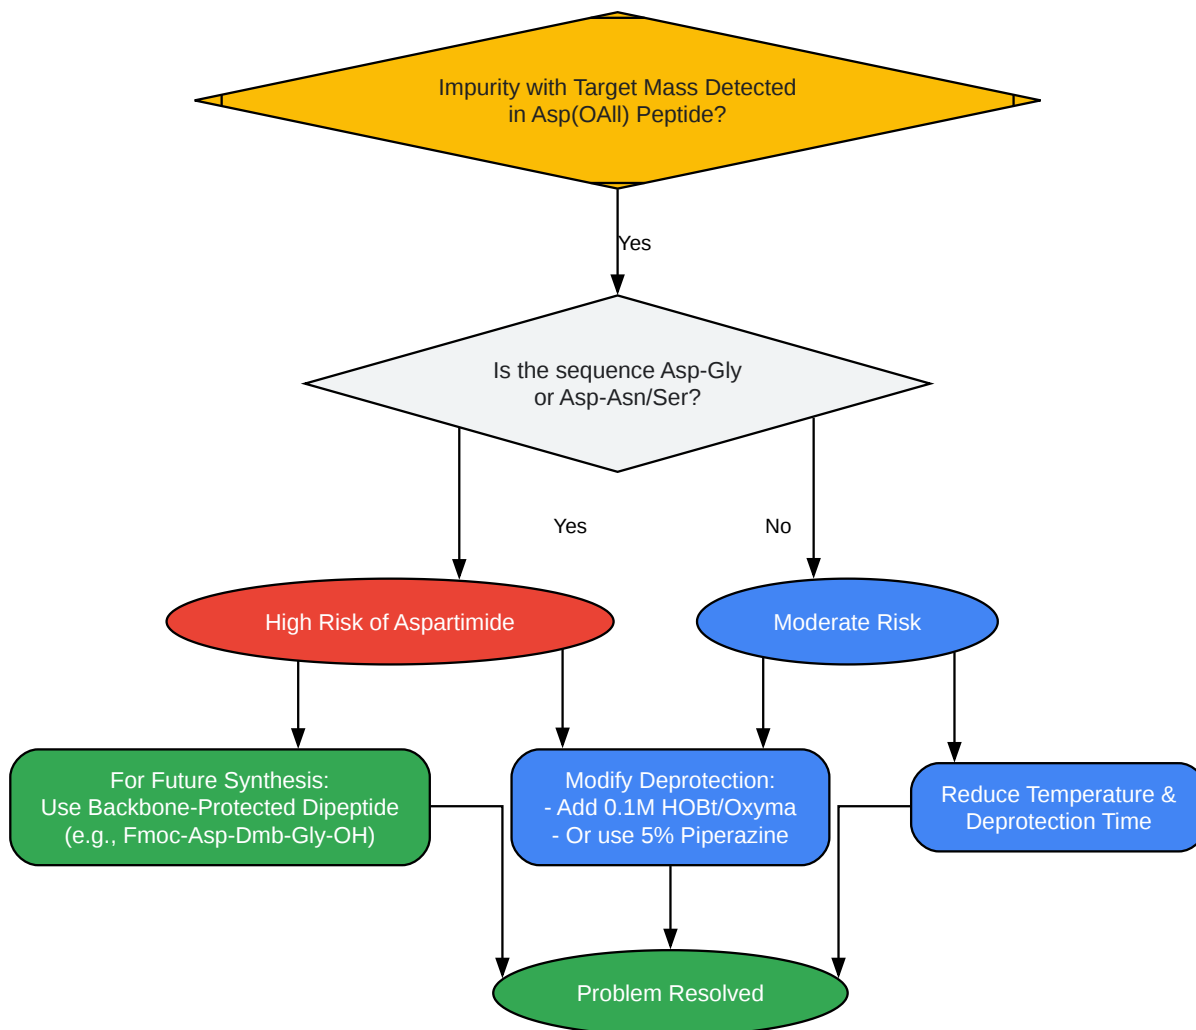 Impurity with Target Mass Detected
in Asp(OAll) Peptide?
Yes
Is the sequence Asp-Gly
or Asp-Asn/Ser?
Yes
No
High Risk of Aspartimide
Moderate Risk
For Future Synthesis:
Use Backbone-Protected Dipeptide
(e.g., Fmoc-Asp-Dmb-Gly-OH)
Modify Deprotection:
- Add 0.1M HOBt/Oxyma
- Or use 5% Piperazine
Reduce Temperature &
Deprotection Time
Problem Resolved